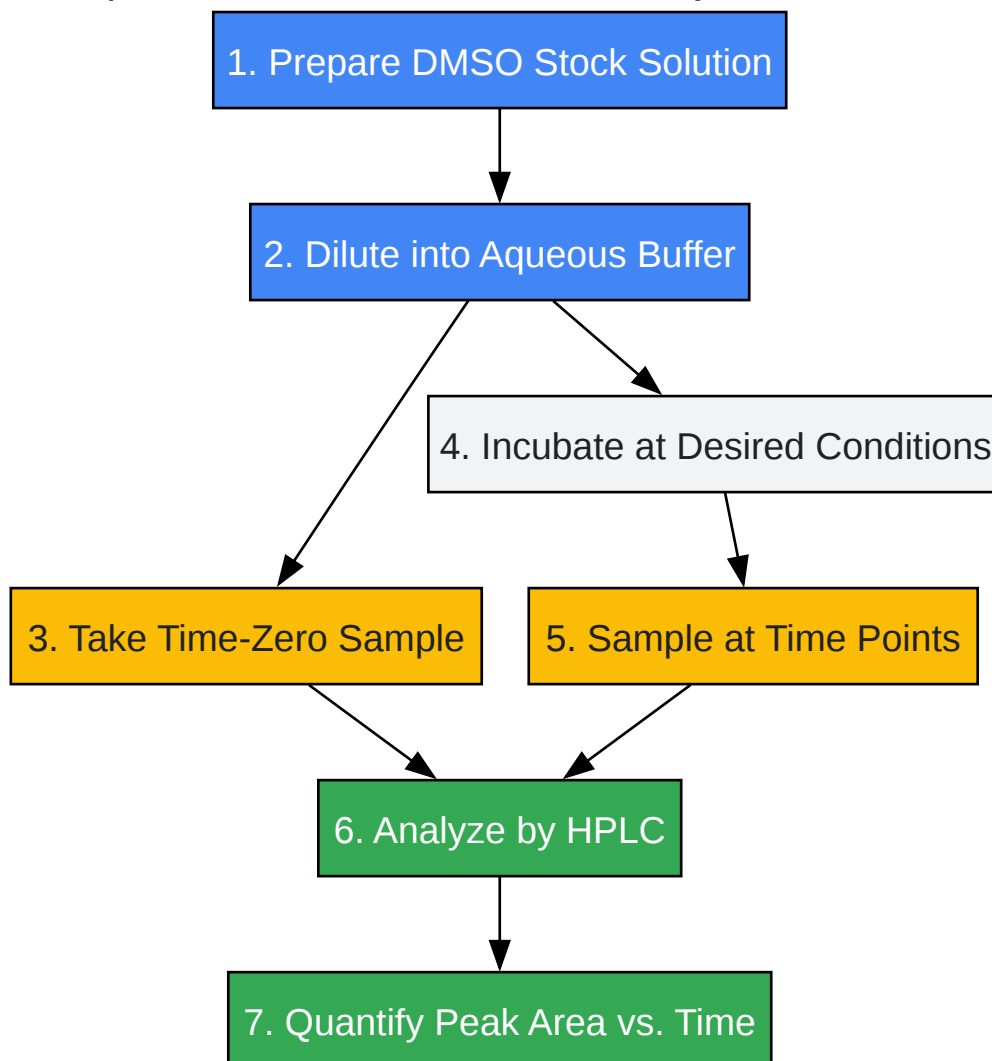 1. Prepare DMSO Stock Solution
2. Dilute into Aqueous Buffer
4. Incubate at Desired Conditions
3. Take Time-Zero Sample
5. Sample at Time Points
6. Analyze by HPLC
7. Quantify Peak Area vs. Time